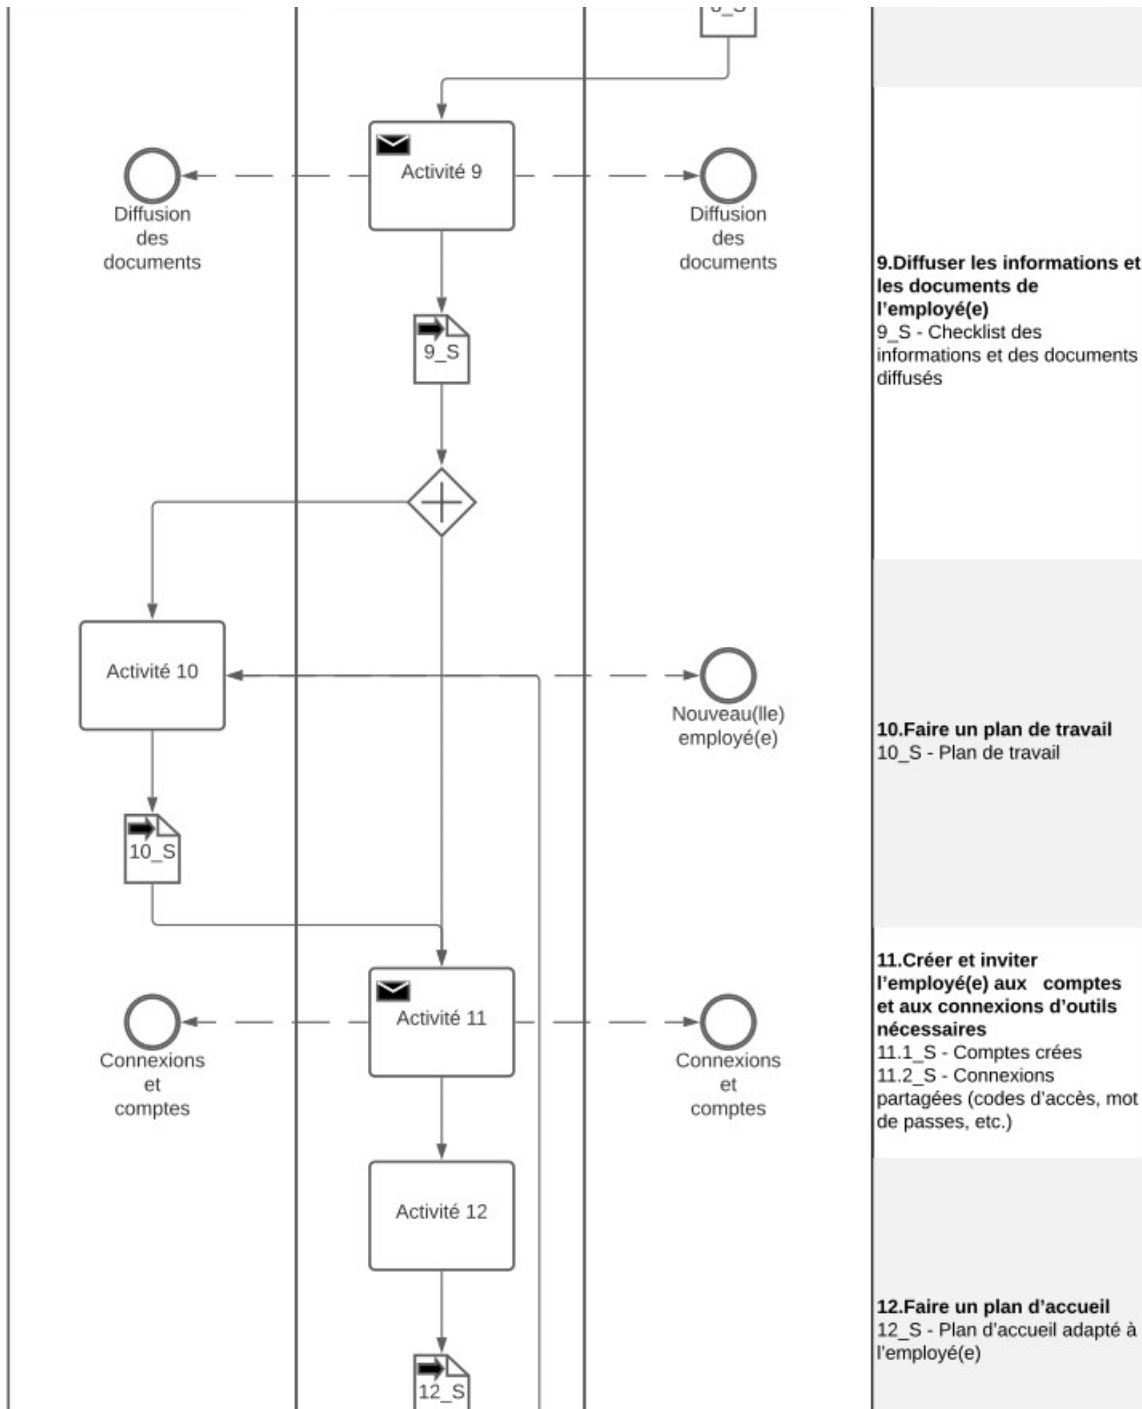 Activité 9
Diffusion
des
documents
Diffusion
des
documents
9.Diffuser les informations et
les documents de
l'employé(e)
9_S - Checklist des
informations et des documents
diffusés
9_S
Activité 10
Nouveau(lle)
employé(e)
10.Faire un plan de travail
10_S - Plan de travail
10_S
11.Créer et inviter
l'employé(e) aux   comptes
et aux connexions d'outils
nécessaires
11.1_S - Comptes crées
11.2_S - Connexions
partagées (codes d'accès, mot
de passes, etc.)
Activité 11
Connexions
et
comptes
Connexions
et
comptes
Activité 12
12.Faire un plan d'accueil
12_S - Plan d'accueil adapté à
l'employé(e)
12_S